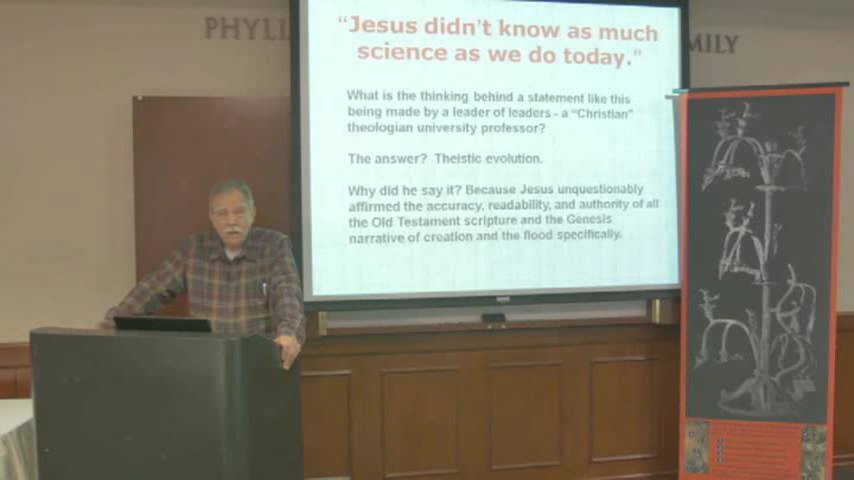 PHYLL
MILY
“Jesus didn’t know as much
science as we do today.”
What is the thinking behind a statement like this
being made by a leader of leaders - a “Christian”
theologian university professor?
The answer? Theistic evolution.
Why did he say it? Because Jesus unquestionably
affirmed the accuracy, readability, and authority of all
the Old Testament scripture and the Genesis
narrative of creation and the flood specifically.